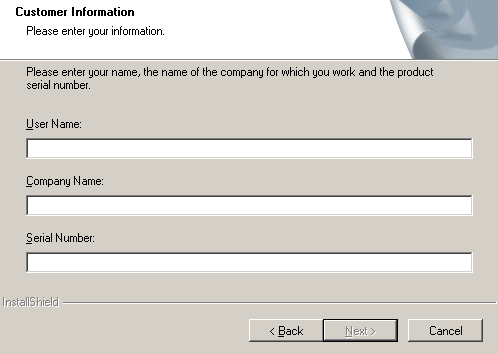 Customer Information
Please enter your information.
Please enter your name, the name of the company for which you work and the product
serial number.
User Name:
Company Name:
Serial Number:
InstallShield
< Back
Next >
Cancel